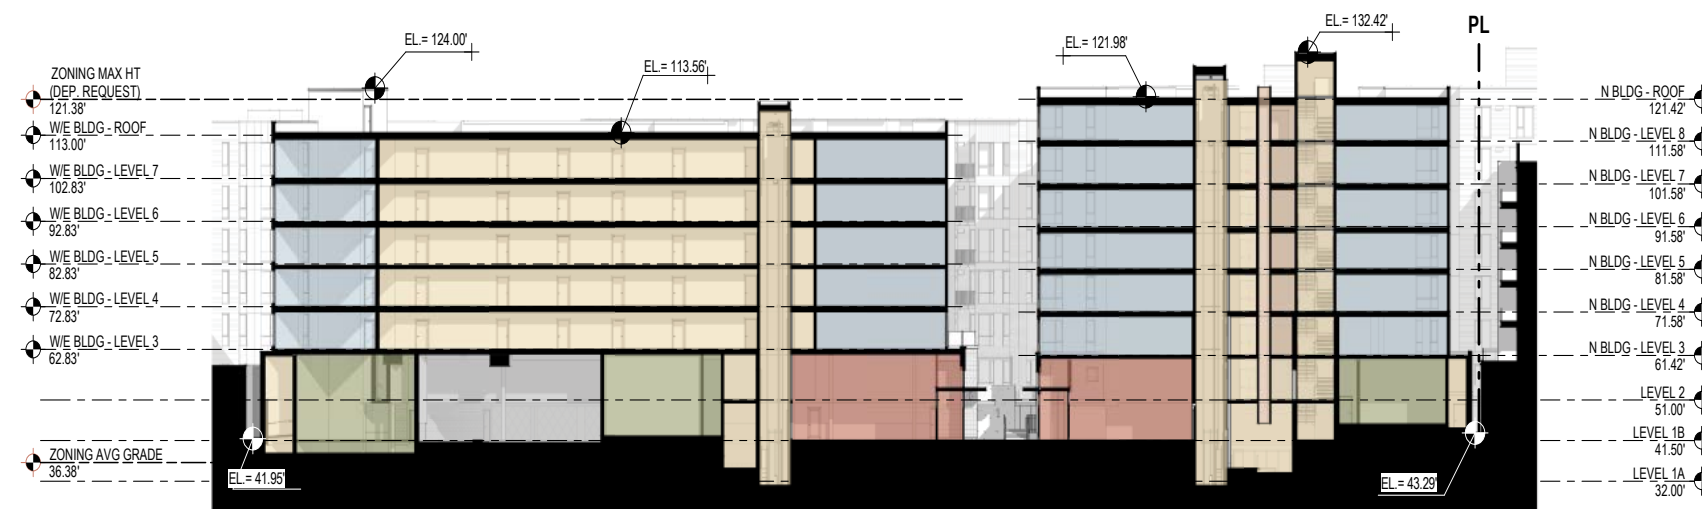 EL.= 132.42'
PL
EL.= 124.00'
EL.= 121.98'
EL.= 113.56'
ZONING MAX HT
(DEP. REQUEST)
121.38'
W/E BLDG - ROOF
113.00'
W/E BLDG - LEVEL 7
102.83'
W/E BLDG - LEVEL 6
92.83'
W/E BLDG - LEVEL 5
82.83'
W/E BLDG - LEVEL 4
72.83'
W/E BLDG - LEVEL 3
62.83'
ZONING AVG GRADE
36.38'
EL.= 41.95'
EL.= 43.29'
N BLDG - ROOF
121.42'
N BLDG - LEVEL 8
111.58'
N BLDG - LEVEL 7
101.58'
N BLDG - LEVEL 6
91.58'
N BLDG - LEVEL 5
81.58'
N BLDG - LEVEL 4
71.58'
N BLDG - LEVEL 3
61.42'
LEVEL 2
51.00'
LEVEL 1B
41.50'
LEVEL 1A
32.00'